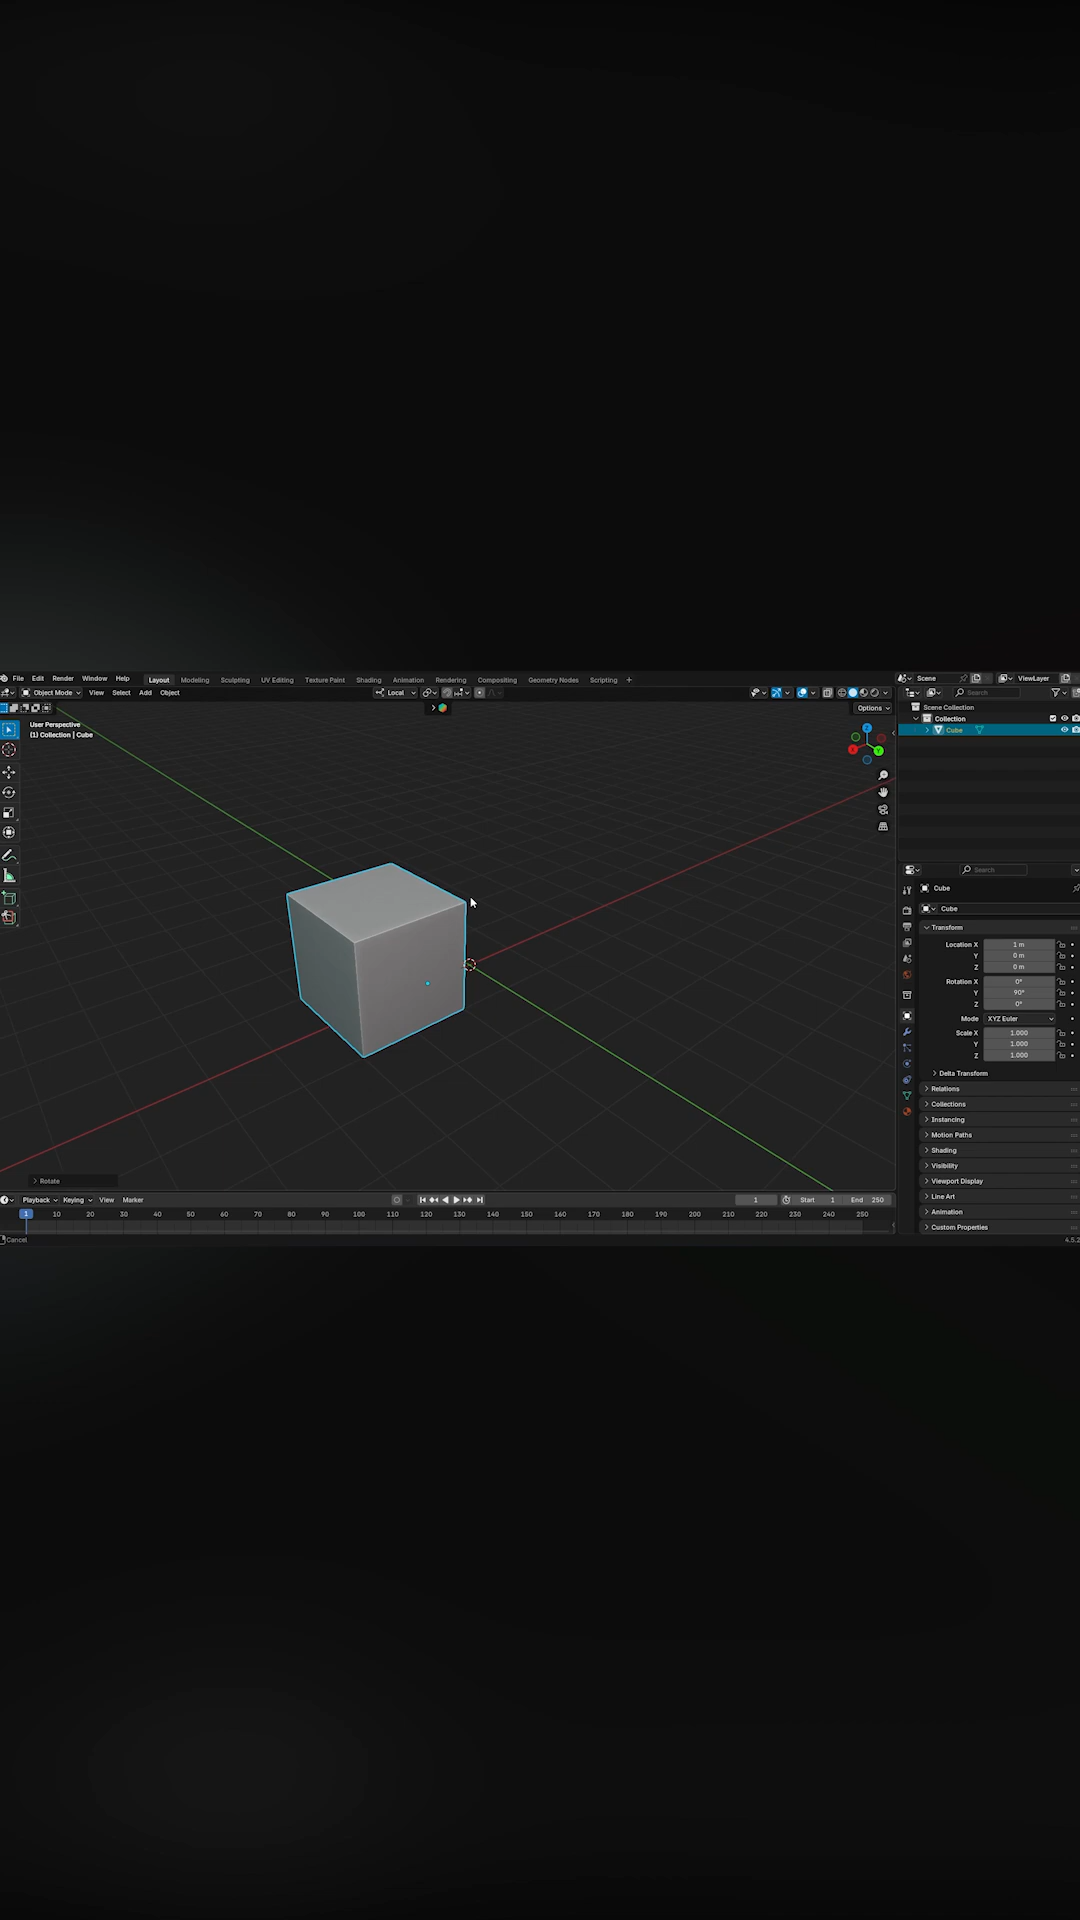 File Edit Render Window Help Layout Modeling Sculpting UV Editing Texture Paint Shading Animation Rendering Compositing Geometry Nodes Scripting + Scene ViewLayer
Object Mode View Select Add Object Local Search
Options
User Perspective
(1) Collection | Cube
Scene Collection
Collection
Cube
Search
Cube
Cube
Transform
Location X 1 m
Y 0 m
Z 0 m
Rotation X 0°
Y 90°
Z 0°
Mode XYZ Euler
Scale X 1.000
Y 1.000
Z 1.000
Delta Transform
Relations
Collections
Instancing
Motion Paths
Shading
Visibility
Viewport Display
Line Art
Animation
Custom Properties
Rotate
Playback Keying View Marker 1 Start 1 End 250
1 10 20 30 40 50 60 70 80 90 100 110 120 130 140 150 160 170 180 190 200 210 220 230 240 250
Cancel 4.5.2